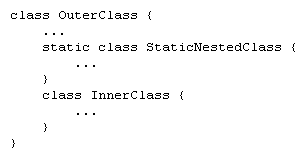 class OuterClass {
    ...
    static class StaticNestedClass {
        ...
    }
    class InnerClass {
        ...
    }
}